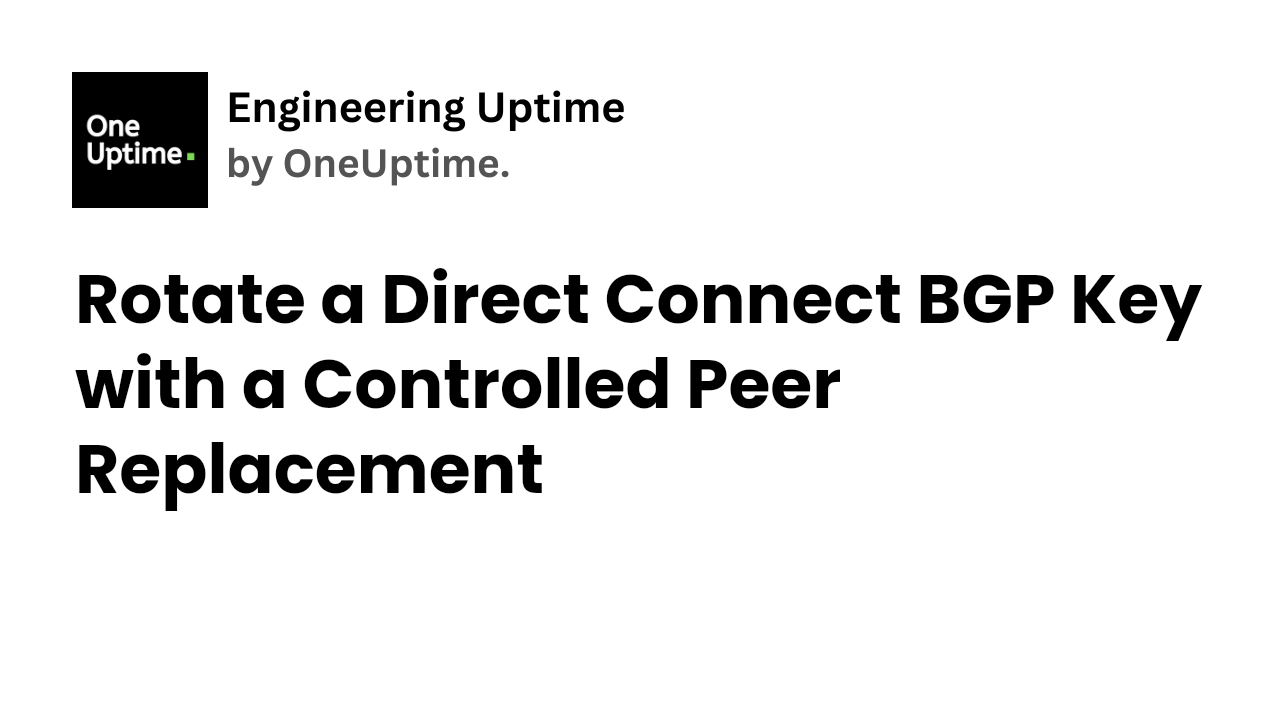 One
Uptime.
Engineering Uptime
by OneUptime.
Rotate a Direct Connect BGP Key
with a Controlled Peer
Replacement